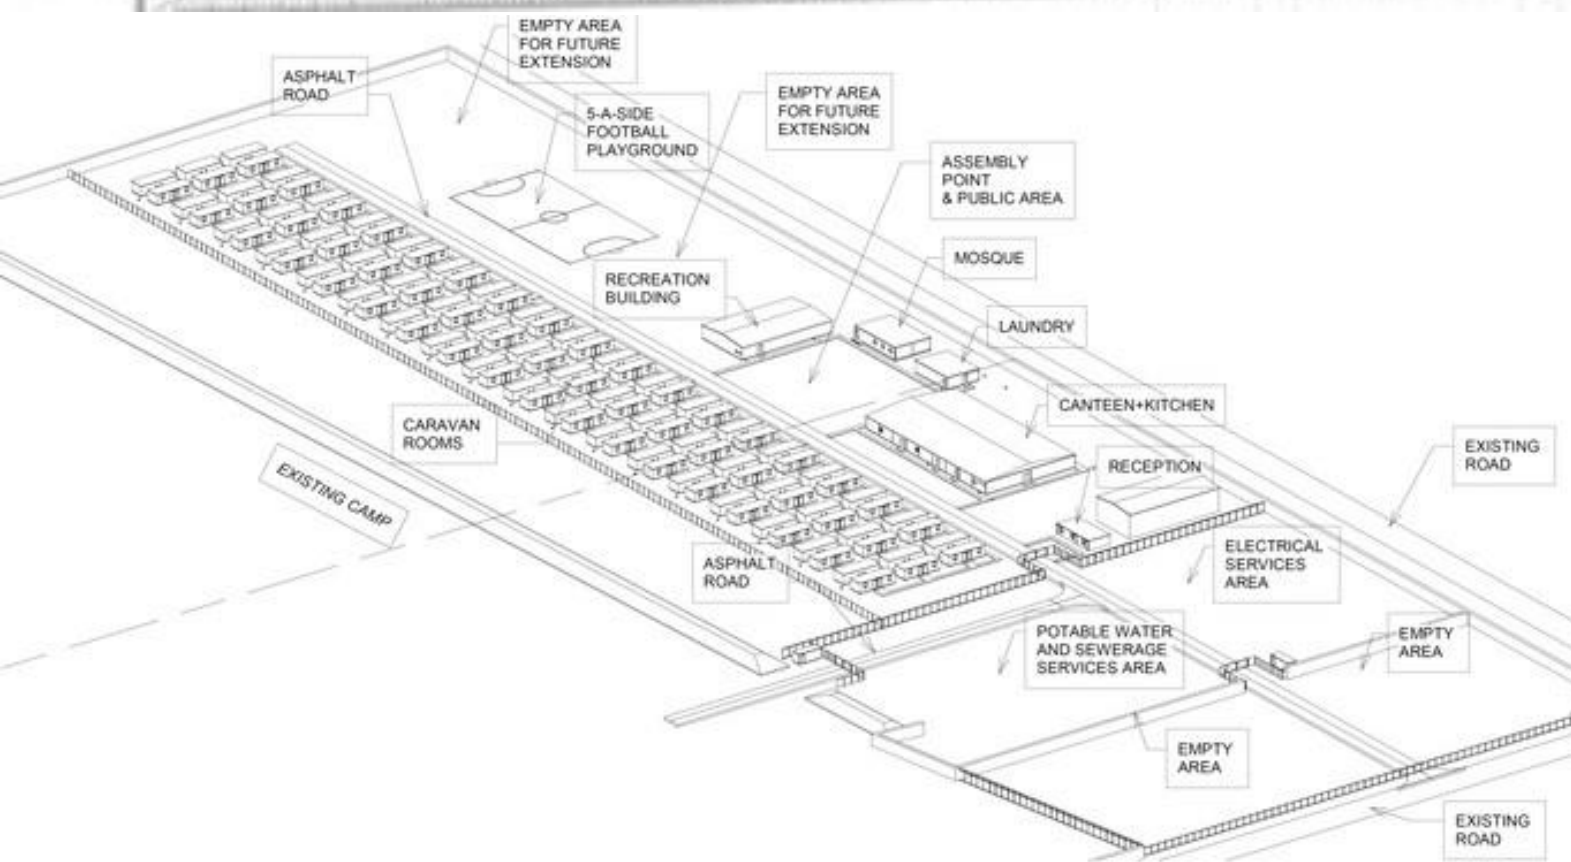 EMPTY AREA
FOR FUTURE
EXTENSION
ASPHALT
ROAD
5-A-SIDE
FOOTBALL
PLAYGROUND
EMPTY AREA
FOR FUTURE
EXTENSION
ASSEMBLY
POINT
& PUBLIC AREA
MOSQUE
RECREATION
BUILDING
LAUNDRY
CANTEEN+KITCHEN
CARAVAN
ROOMS
EXISTING
ROAD
RECEPTION
EXISTING CAMP
ASPHALT
ROAD
ELECTRICAL
SERVICES
AREA
POTABLE WATER
AND SEWERAGE
SERVICES AREA
EMPTY
AREA
EMPTY
AREA
EXISTING
ROAD